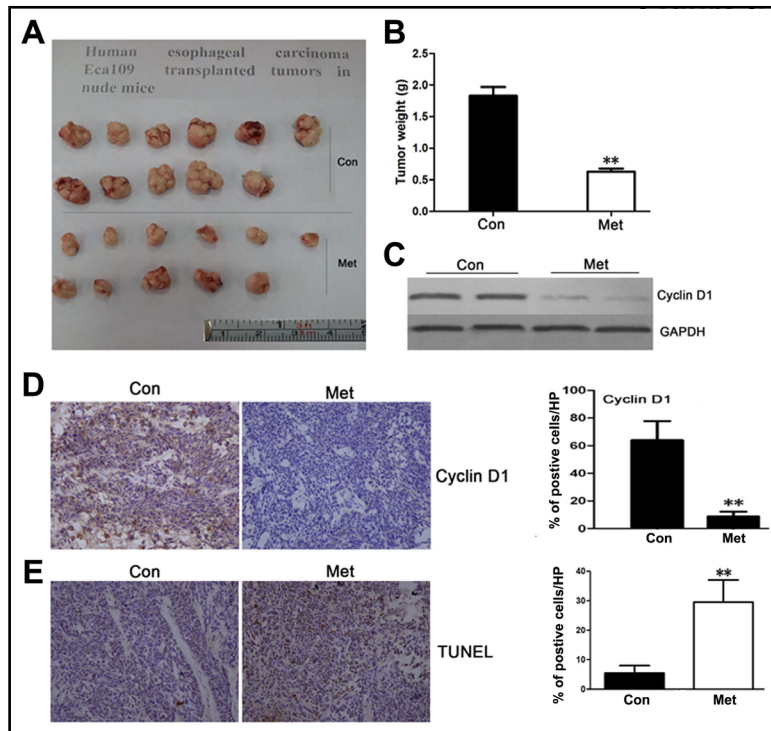 A
Human esophageal carcinoma
Eca109 transplanted tumors in
nude mice
Con
Met
B
Tumor weight (g)
2.5
2.0
1.5
1.0
0.5
0.0
**
Con Met
C
Con Met
Cyclin D1
GAPDH
D
Con Met
Cyclin D1
% of postive cells/HP
100
80
60
40
20
0
Cyclin D1
**
Con Met
E
Con Met
TUNEL
% of postive cells/HP
40
30
20
10
0
**
Con Met